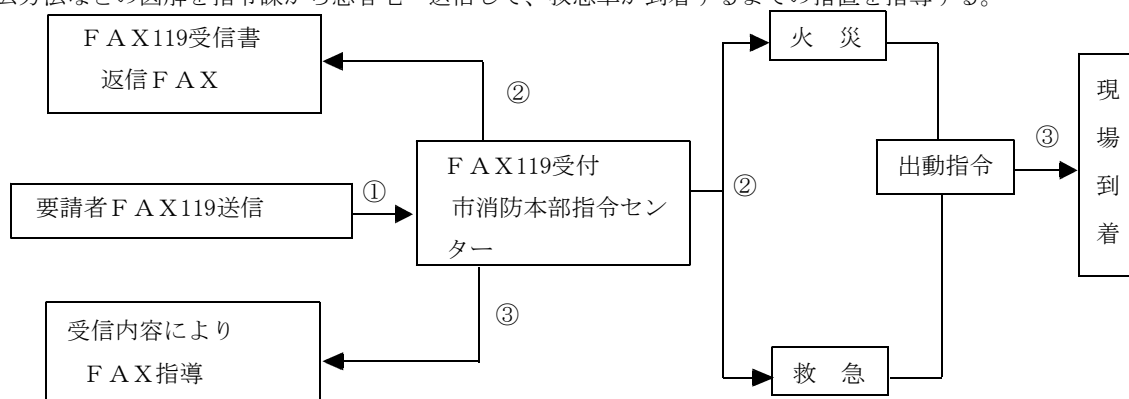 方法などの図解を指令課から患者宅へ送信して、救急車が到着するまでの措置を指導する。
ＦＡＸ119受信書
返信ＦＡＸ
②
火　災
現場到着
③
ＦＡＸ119受付
市消防本部指令セン
ター
出動指令
①
要請者ＦＡＸ119送信
②
③
受信内容により
ＦＡＸ指導
救　急